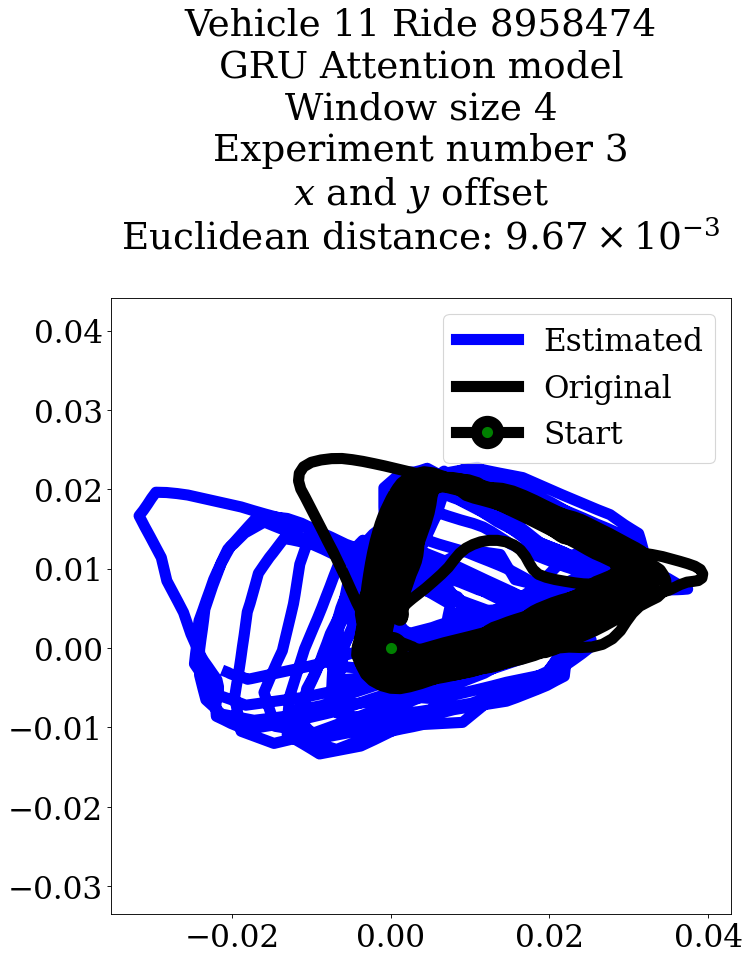 Vehicle 11 Ride 8958474
GRU Attention model
Window size 4
Experiment number 3
x and y offset
Euclidean distance: 9.67 × 10⁻³
Estimated
Original
Start
0.04
0.03
0.02
0.01
0.00
−0.01
−0.02
−0.03
−0.02
0.00
0.02
0.04